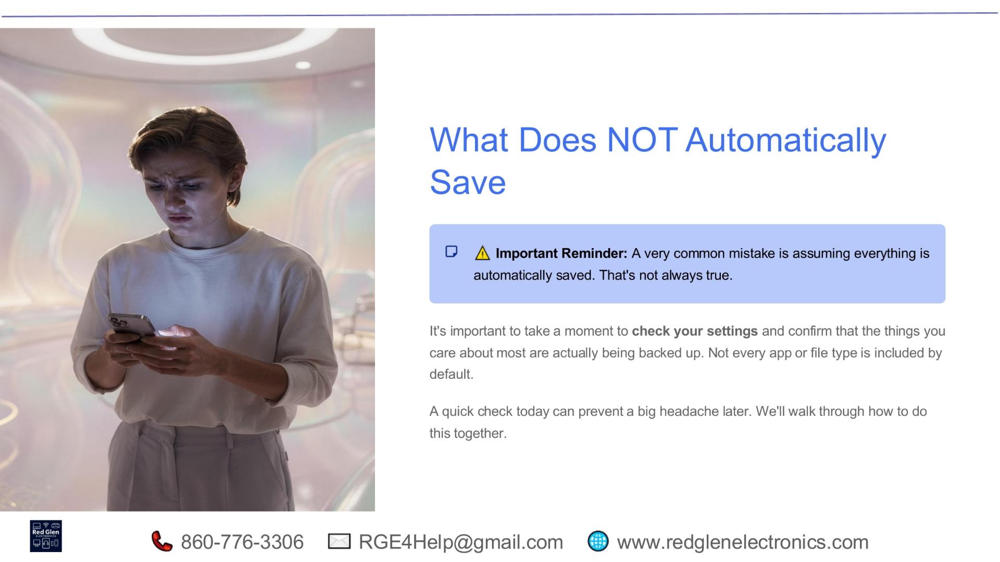 What Does NOT Automatically
Save
⚠️ Important Reminder: A very common mistake is assuming everything is
automatically saved. That's not always true.
It's important to take a moment to check your settings and confirm that the things you
care about most are actually being backed up. Not every app or file type is included by
default.
A quick check today can prevent a big headache later. We'll walk through how to do
this together.
Red Glen
ELECTRONICS
860-776-3306
RGE4Help@gmail.com
www.redglenelectronics.com